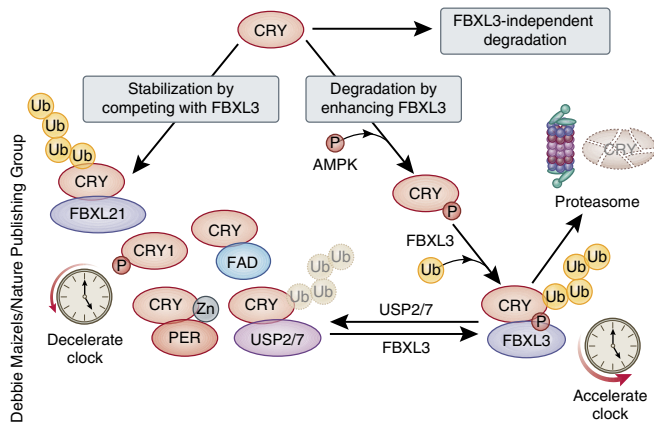 CRY
FBXL3-independent
degradation
Stabilization by
competing with FBXL3
Degradation by
enhancing FBXL3
Ub
Ub
Ub
Ub
CRY
FBXL21
P
AMPK
CRY
P
CRY
Proteasome
CRY
FAD
CRY1
P
FBXL3
Ub
Ub
Ub
Ub
Ub
CRY
P
FBXL3
Ub
Ub
Ub
Ub
CRY
Zn
PER
CRY
USP2/7
USP2/7
FBXL3
Decelerate
clock
Accelerate
clock
Debbie Maizels/Nature Publishing Group